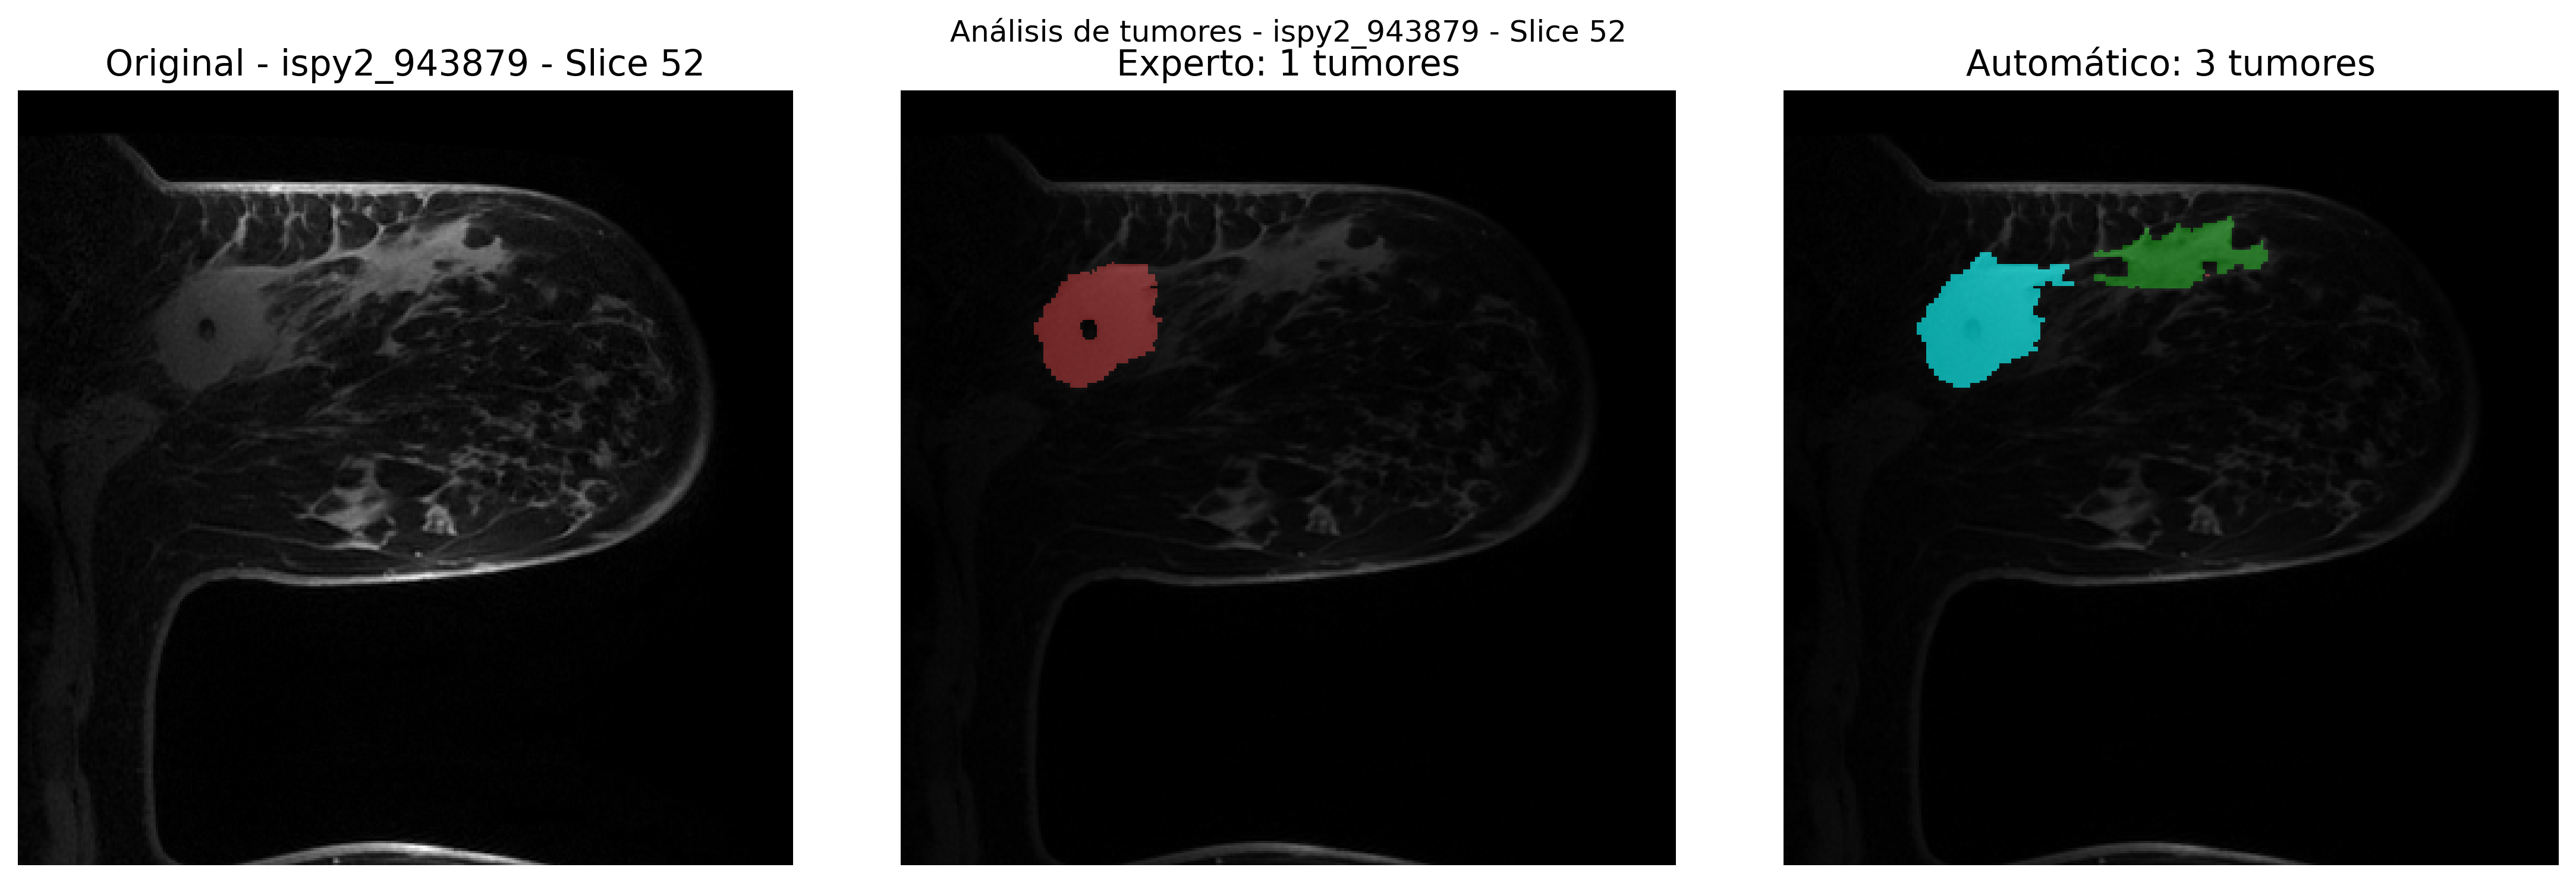 Análisis de tumores - ispy2_943879 - Slice 52
Original - ispy2_943879 - Slice 52
Experto: 1 tumores
Automático: 3 tumores